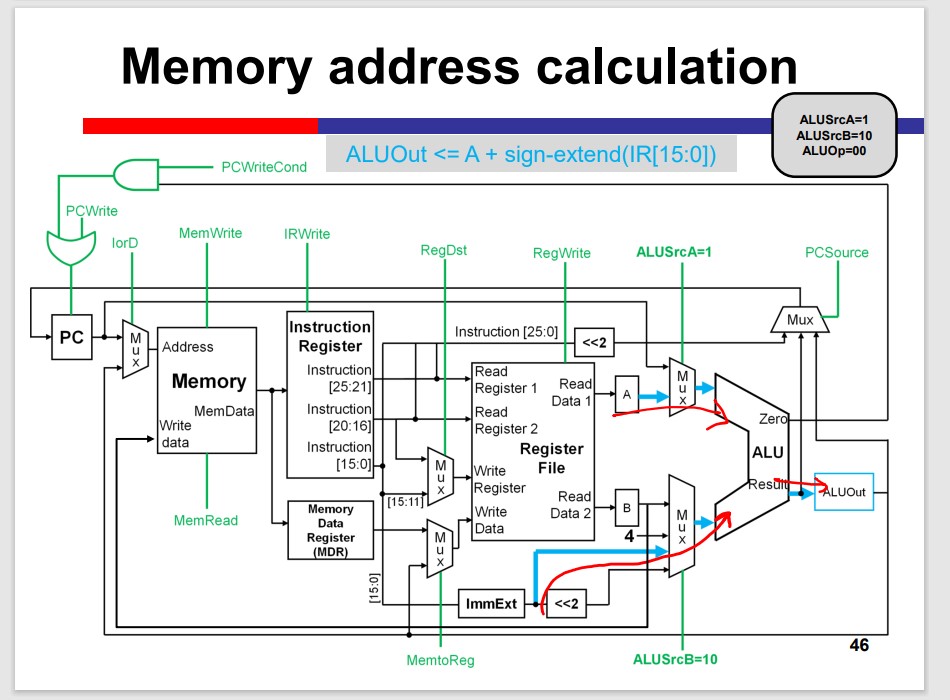 Memory address calculation
ALUSrcA=1
ALUSrcB=10
ALUOp=00
ALUOut <= A + sign-extend(IR[15:0])
PCWriteCond
PCWrite
IorD
MemWrite
IRWrite
RegDst
RegWrite
ALUSrcA=1
PCSource
PC
M
u
x
Address
Memory
MemData
Write
data
MemRead
Instruction
Register
Instruction
[25:21]
Instruction
[20:16]
Instruction
[15:0]
Memory
Data
Register
(MDR)
Instruction [25:0]
<<2
[15:11]
M
u
x
M
u
x
Read
Register 1
Read
Register 2
Write
Register
Write
Data
Read
Data 1
Register
File
Read
Data 2
A
B
4
M
u
x
M
u
x
Mux
Zero
ALU
Result
ALUOut
[15:0]
ImmExt
<<2
MemtoReg
ALUSrcB=10
46